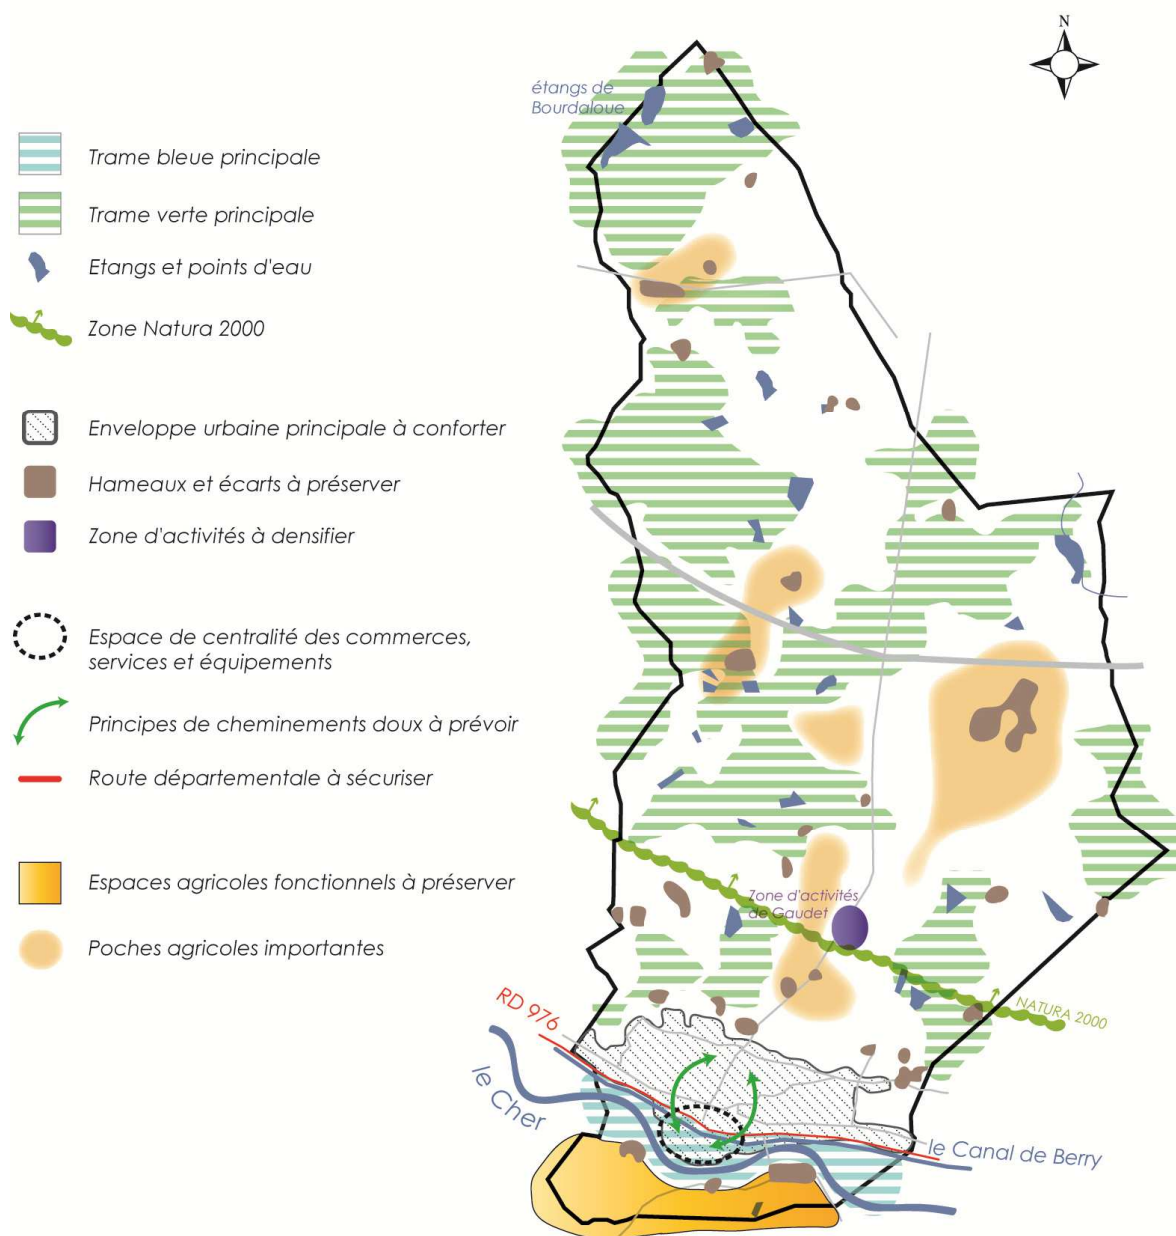 N
étangs de
Bourdaloue
Trame bleue principale
Trame verte principale
Etangs et points d'eau
Zone Natura 2000
Enveloppe urbaine principale à conforter
Hameaux et écarts à préserver
Zone d'activités à densifier
Espace de centralité des commerces,
services et équipements
Principes de cheminements doux à prévoir
Route départementale à sécuriser
Espaces agricoles fonctionnels à préserver
Poches agricoles importantes
Zone d'activités
de Gaudet
RD 976
NATURA 2000
le Cher
le Canal de Berry